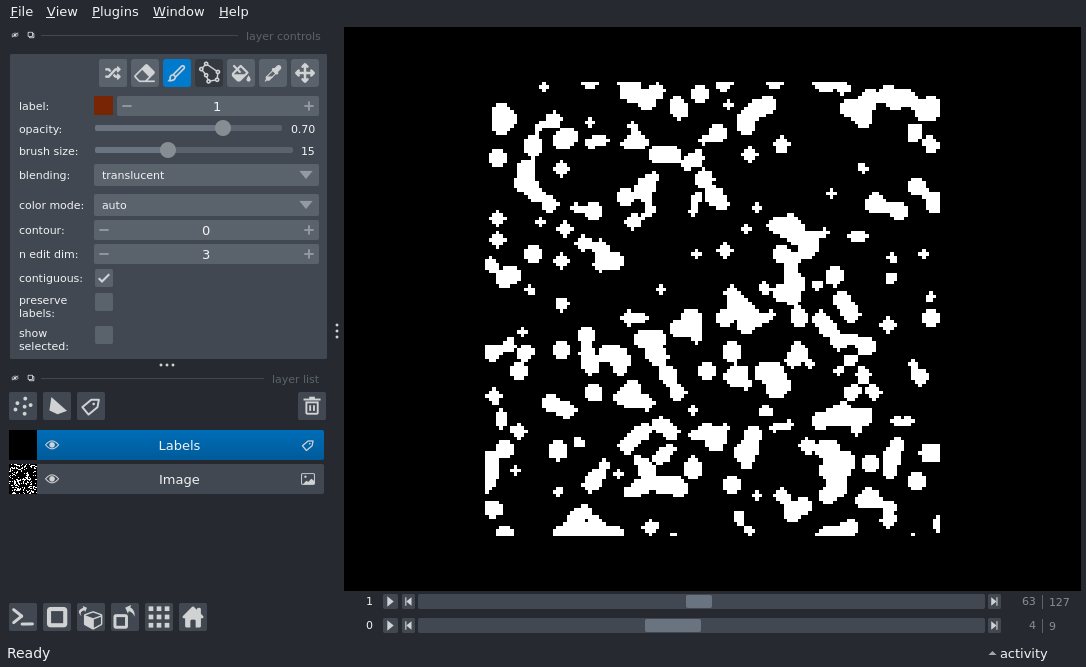 File View Plugins Window Help
layer controls
label: 1
opacity: 0.70
brush size: 15
blending: translucent
color mode: auto
contour: 0
n edit dim: 3
contiguous:
preserve
labels:
show
selected:
layer list
Labels
Image
1 63 127
0 4 9
Ready activity